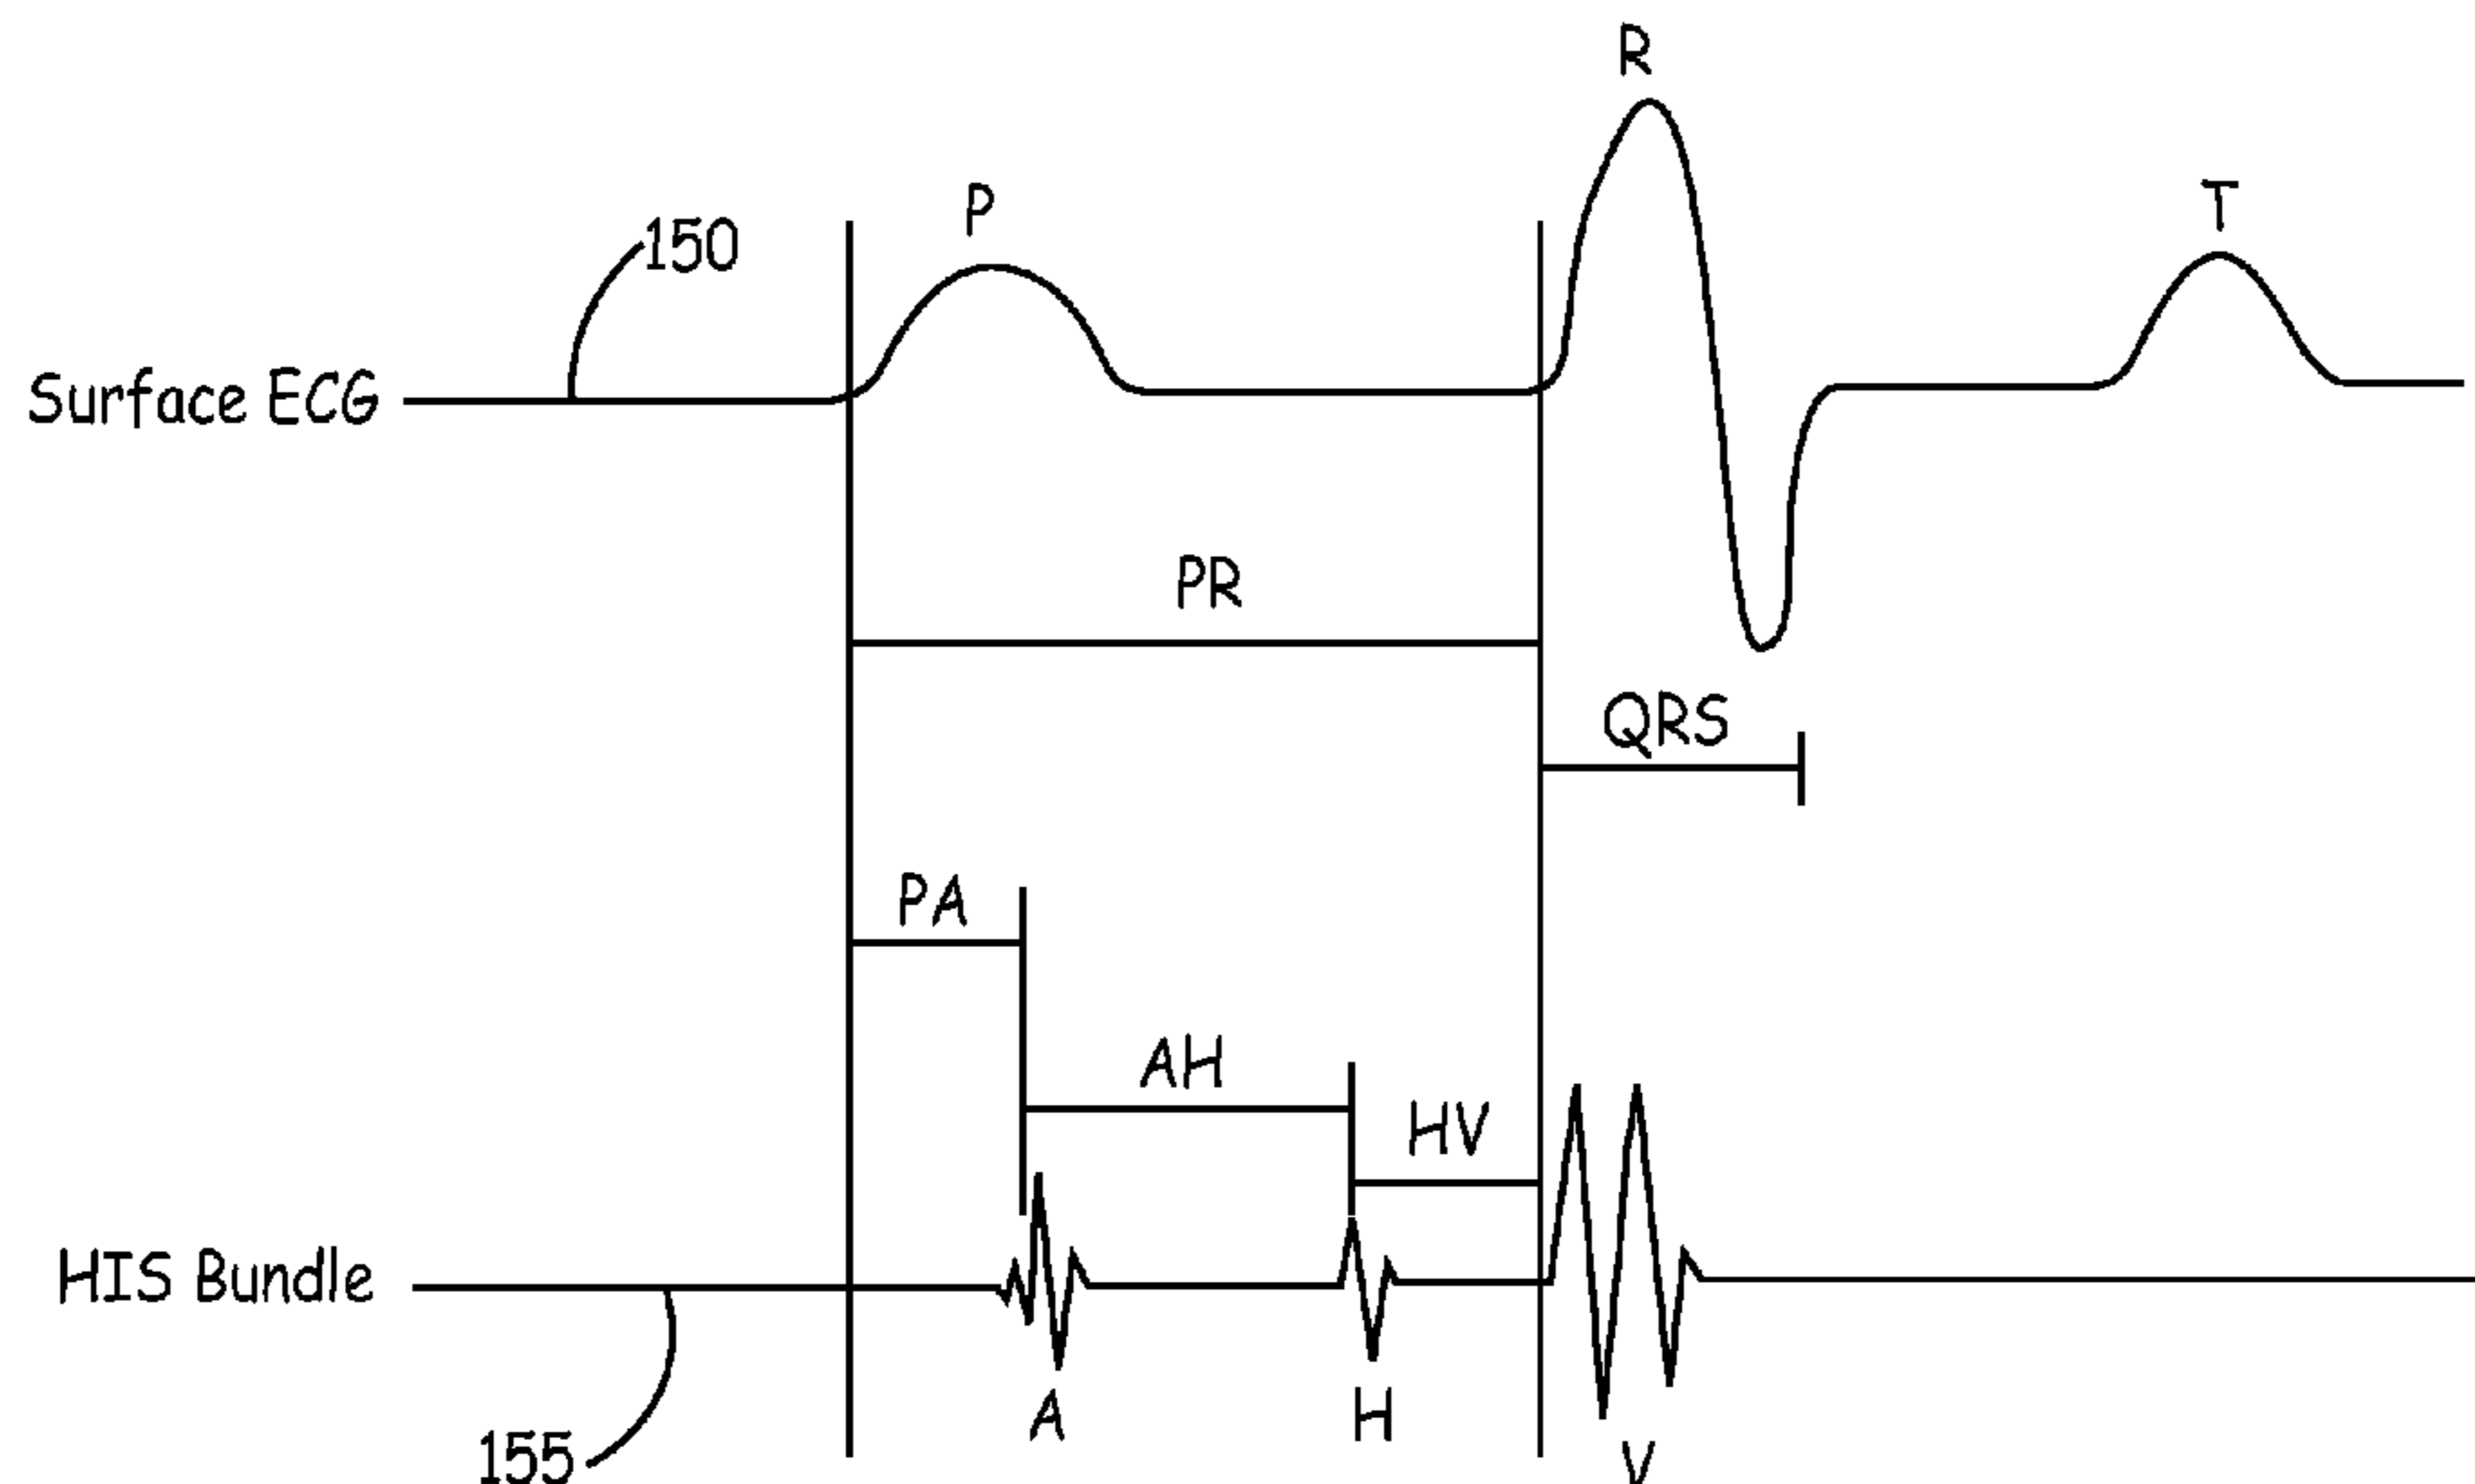 R
P
T
150
Surface ECG
PR
QRS
PA
AH
HV
HIS Bundle
A
H
V
155